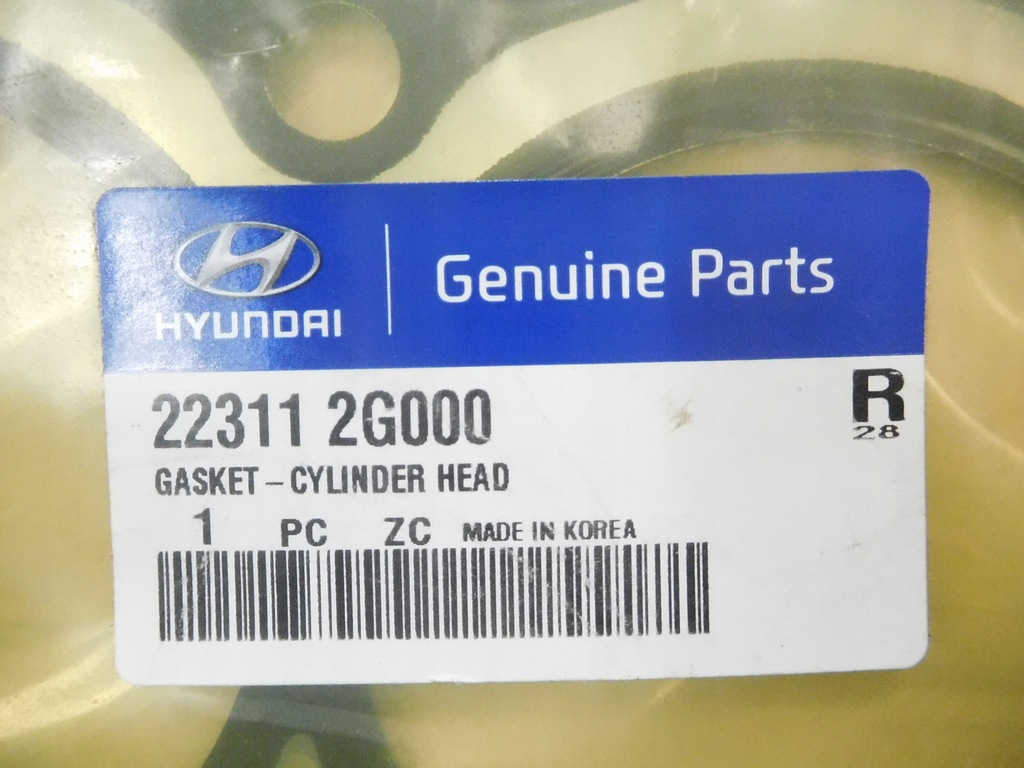 HYUNDAI
Genuine Parts
22311 2G000
R
28
GASKET-CYLINDER HEAD
1 PC ZC MADE IN KOREA